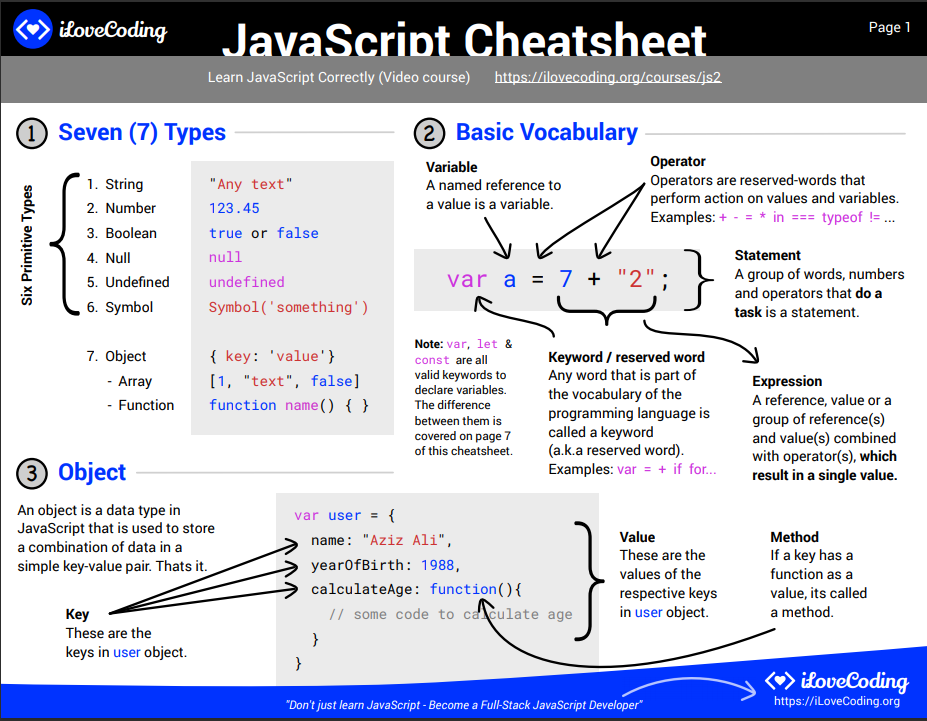 iLoveCoding
JavaScript Cheatsheet
Page 1
Learn JavaScript Correctly (Video course)
https://ilovecoding.org/courses/js2
1
Seven (7) Types
Six Primitive Types
1. String
"Any text"
2. Number
123.45
3. Boolean
true or false
4. Null
null
5. Undefined
undefined
6. Symbol
Symbol('something')
7. Object
{ key: 'value'}
- Array
[1, "text", false]
- Function
function name() { }
2
Basic Vocabulary
Variable
A named reference to
a value is a variable.
Operator
Operators are reserved-words that
perform action on values and variables.
Examples: + - = * in === typeof != ...
var a = 7 + "2";
Statement
A group of words, numbers
and operators that do a
task is a statement.
Note: var, let &
const are all
valid keywords to
declare variables.
The difference
between them is
covered on page 7
of this cheatsheet.
Keyword / reserved word
Any word that is part of
the vocabulary of the
programming language is
called a keyword
(a.k.a reserved word).
Examples: var = + if for...
Expression
A reference, value or a
group of reference(s)
and value(s) combined
with operator(s), which
result in a single value.
3
Object
An object is a data type in
JavaScript that is used to store
a combination of data in a
simple key-value pair. Thats it.
Key
These are the
keys in user object.
var user = {
name: "Aziz Ali",
yearOfBirth: 1988,
calculateAge: function(){
// some code to calculate age
}
}
Value
These are the
values of the
respective keys
in user object.
Method
If a key has a
function as a
value, its called
a method.
"Don't just learn JavaScript - Become a Full-Stack JavaScript Developer"
iLoveCoding
https://iLoveCoding.org